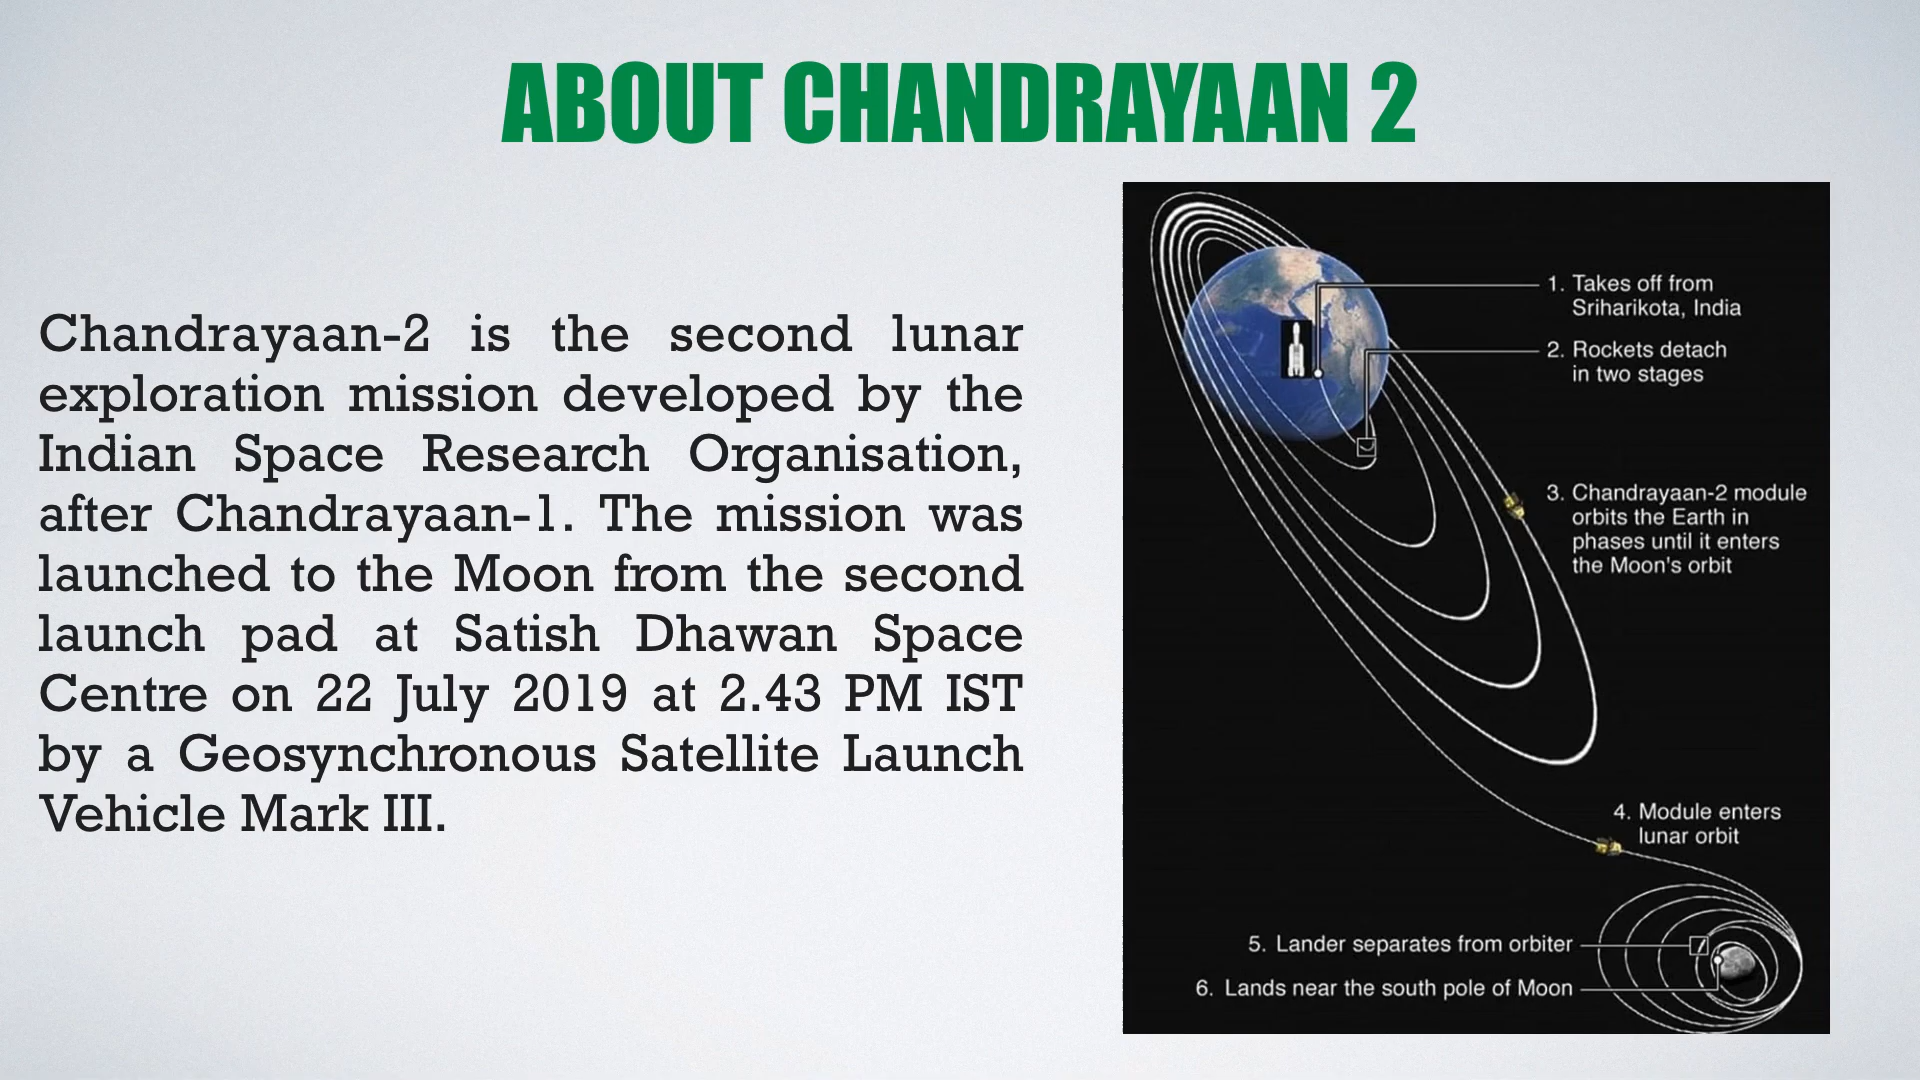 ABOUT CHANDRAYAAN 2
Chandrayaan-2 is the second lunar
exploration mission developed by the
Indian Space Research Organisation,
after Chandrayaan-1. The mission was
launched to the Moon from the second
launch pad at Satish Dhawan Space
Centre on 22 July 2019 at 2.43 PM IST
by a Geosynchronous Satellite Launch
Vehicle Mark III.
1. Takes off from
Sriharikota, India
2. Rockets detach
in two stages
3. Chandrayaan-2 module
orbits the Earth in
phases until it enters
the Moon's orbit
4. Module enters
lunar orbit
5. Lander separates from orbiter
6. Lands near the south pole of Moon